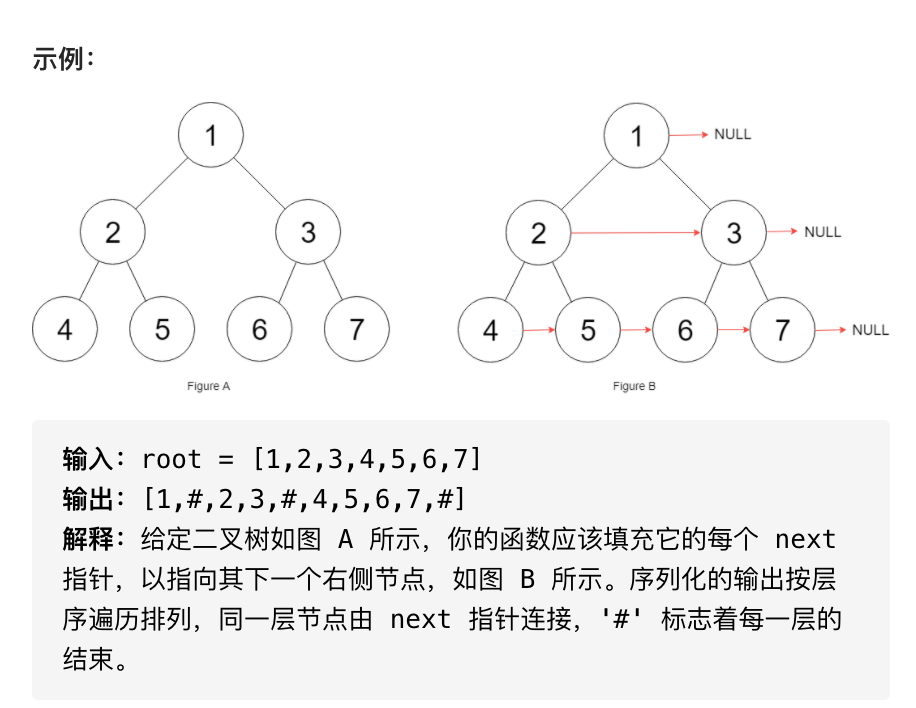 示例：
1
1 NULL
2 3
2 3 NULL
4 5 6 7
4 5 6 7 NULL
Figure A
Figure B
输入：root = [1,2,3,4,5,6,7]
输出：[1,#,2,3,#,4,5,6,7,#]
解释：给定二叉树如图 A 所示，你的函数应该填充它的每个 next
指针，以指向其下一个右侧节点，如图 B 所示。序列化的输出按层
序遍历排列，同一层节点由 next 指针连接，'#' 标志着每一层的
结束。